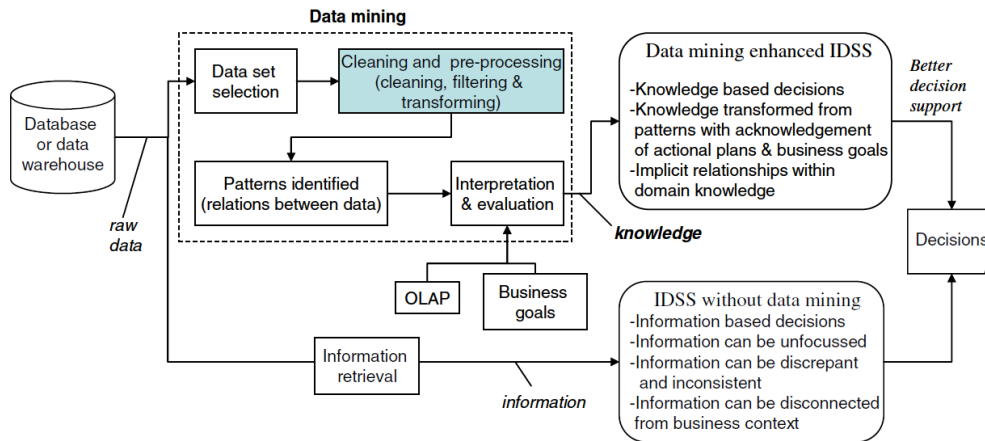 Data mining
Database
or data
warehouse
raw
data
Data set
selection
Cleaning and pre-processing
(cleaning, filtering &
transforming)
Patterns identified
(relations between data)
Interpretation
& evaluation
knowledge
OLAP
Business
goals
Information
retrieval
information
Data mining enhanced IDSS
-Knowledge based decisions
-Knowledge transformed from
patterns with acknowledgement
of actional plans & business goals
-Implicit relationships within
domain knowledge
Better
decision
support
IDSS without data mining
-Information based decisions
-Information can be unfocussed
-Information can be discrepant
and inconsistent
-Information can be disconnected
from business context
Decisions